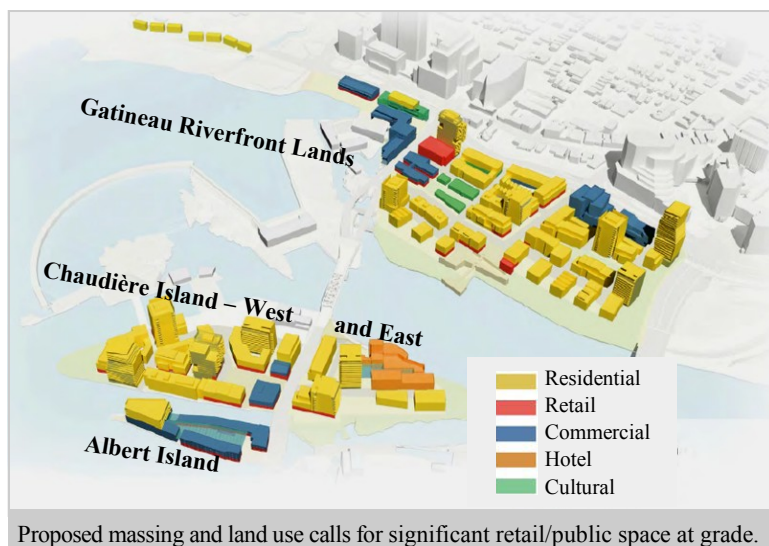 Gatineau Riverfront Lands
Chaudière Island – West
and East
Albert Island
Residential
Retail
Commercial
Hotel
Cultural
Proposed massing and land use calls for significant retail/public space at grade.